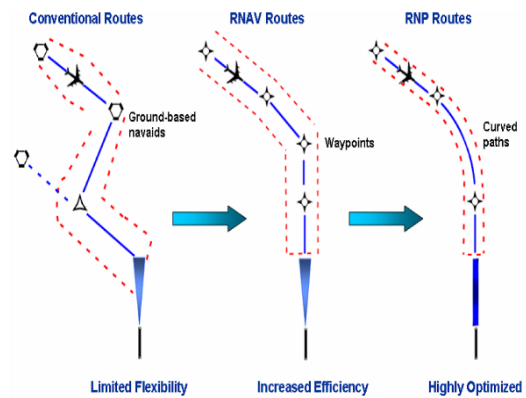 Conventional Routes
RNAV Routes
RNP Routes
Ground-based
navaids
Waypoints
Curved
paths
Limited Flexibility
Increased Efficiency
Highly Optimized